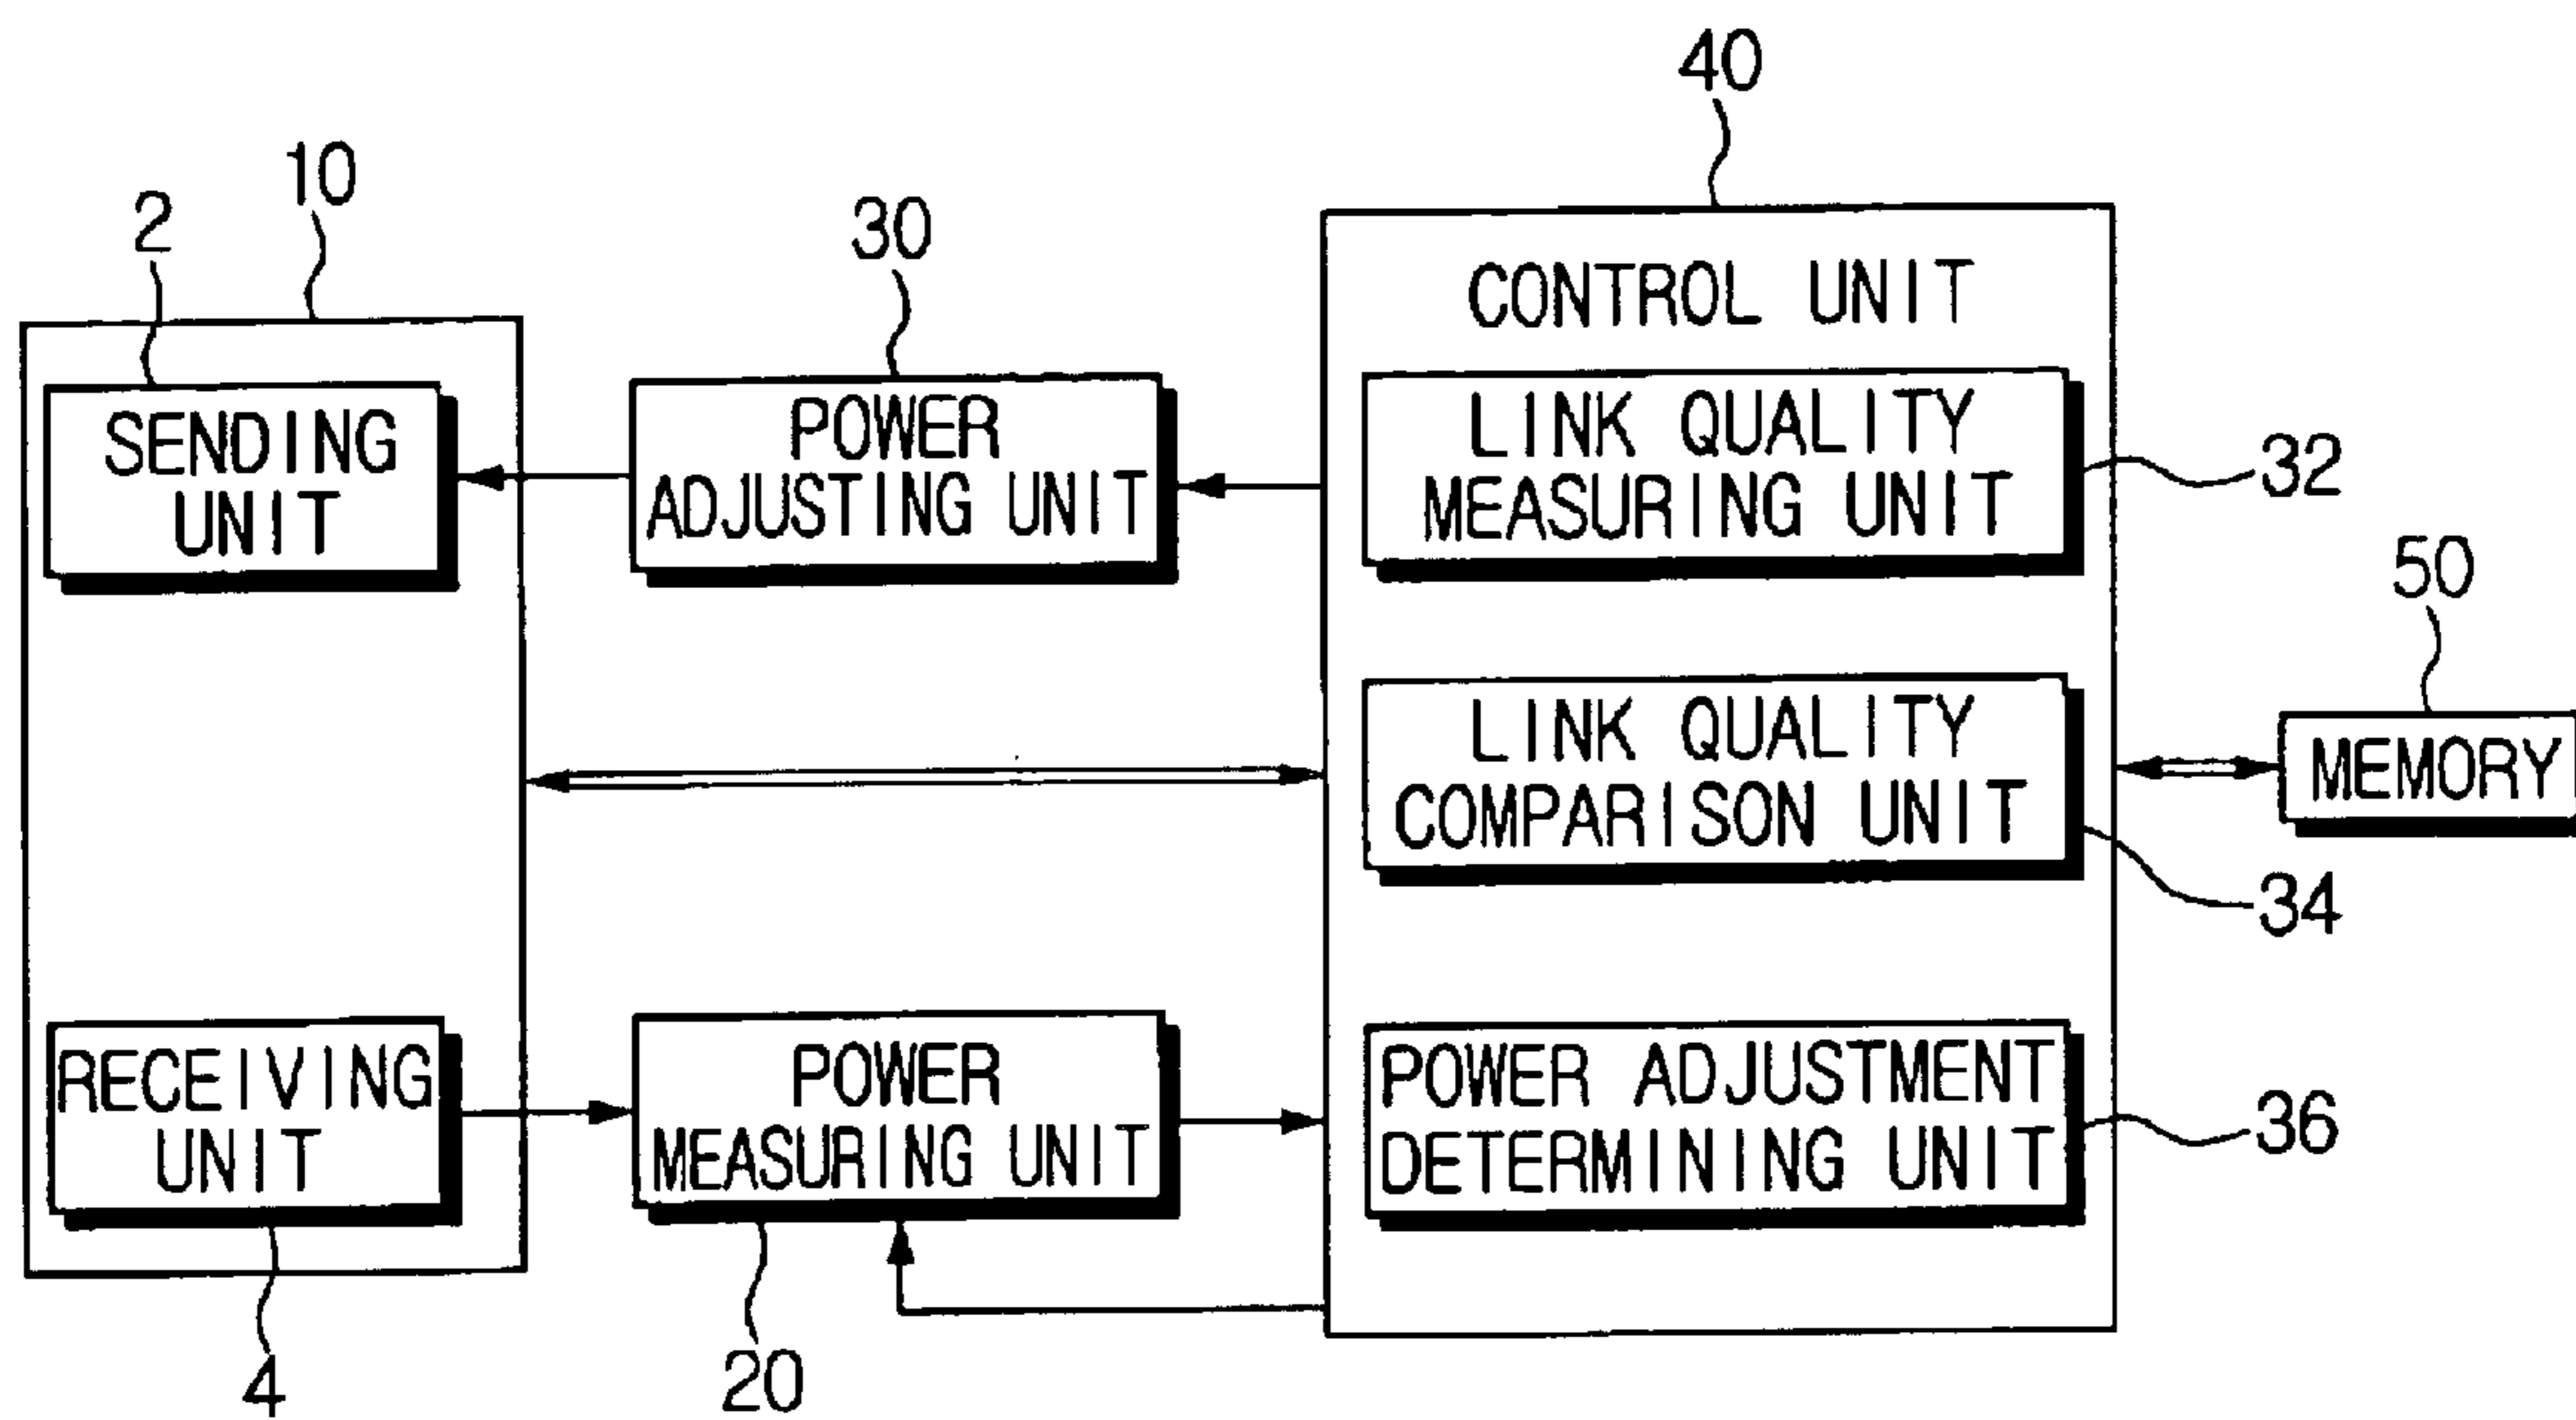 40
10
2
30
CONTROL UNIT
SENDING
UNIT
POWER
ADJUSTING UNIT
LINK QUALITY
MEASURING UNIT
32
50
LINK QUALITY
COMPARISON UNIT
MEMORY
34
RECEIVING
UNIT
POWER
MEASURING UNIT
POWER ADJUSTMENT
DETERMINING UNIT
36
4
20